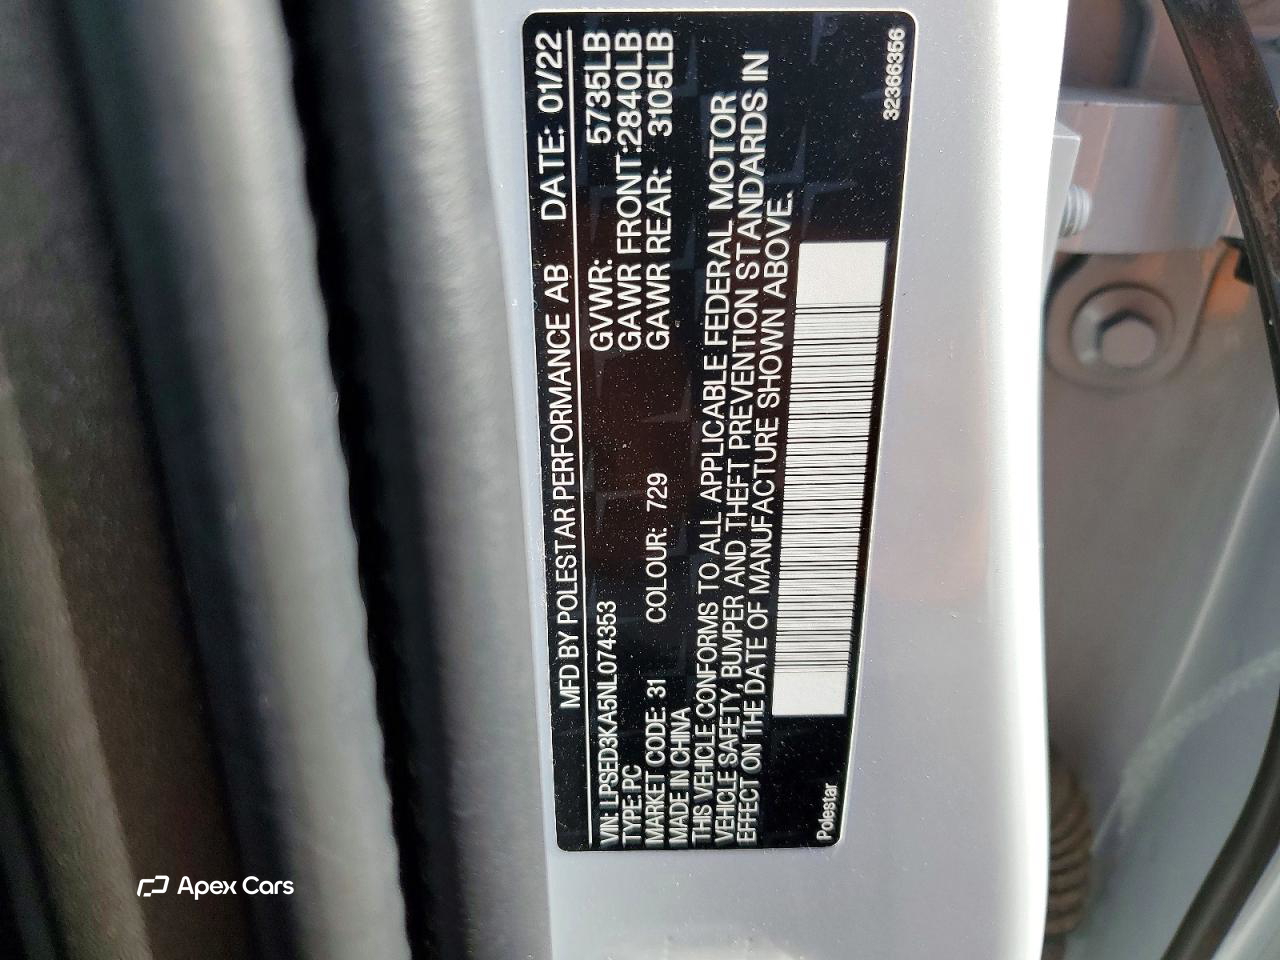 MFD BY POLESTAR PERFORMANCE AB DATE: 01/22
VIN: LPSED3KA5NL074353 GVWR: 5735LB
TYPE: PC GAWR FRONT: 2840LB
MARKET CODE: 31 COLOUR: 729 GAWR REAR: 3105LB
MADE IN CHINA
THIS VEHICLE CONFORMS TO ALL APPLICABLE FEDERAL MOTOR
VEHICLE SAFETY, BUMPER AND THEFT PREVENTION STANDARDS IN
EFFECT ON THE DATE OF MANUFACTURE SHOWN ABOVE.
Polestar 32366356
Apex Cars